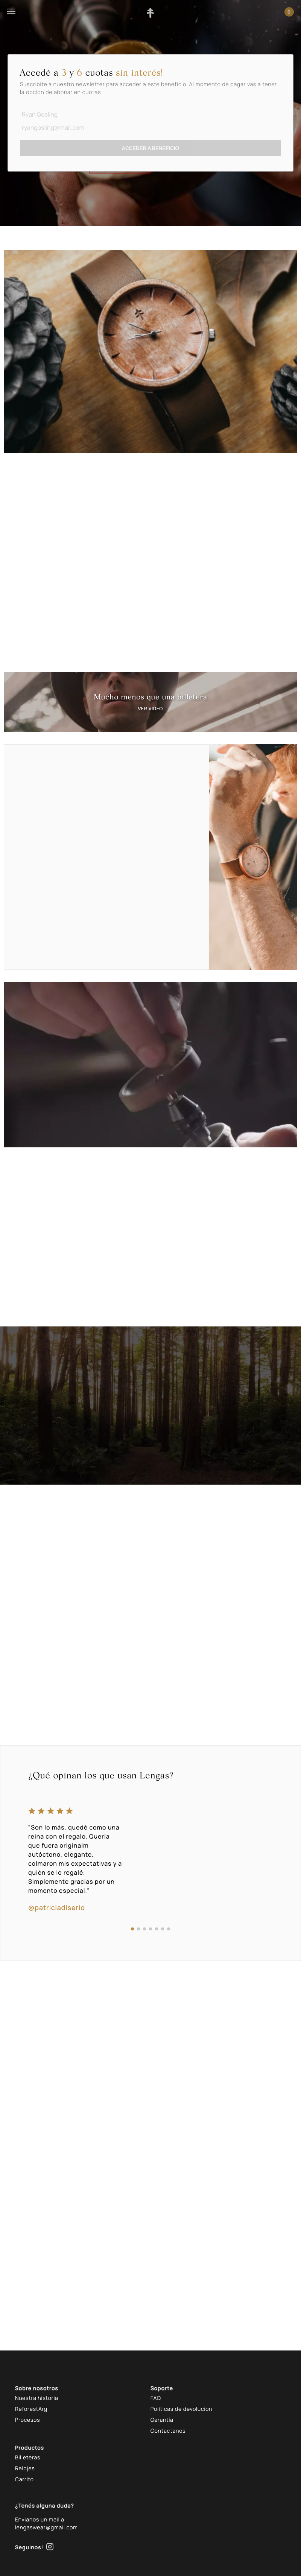 0
Accedé a 3 y 6 cuotas sin interés!
Suscribite a nuestro newsletter para acceder a este beneficio. Al momento de pagar vas a tener
la opcion de abonar en cuotas.
Ryan Gosling
ryangosling@mail.com
ACCEDER A BENEFICIO
Mucho menos que una billetera
VER VIDEO
¿Qué opinan los que usan Lengas?
"Son lo más, quedé como una
reina con el regalo. Quería
que fuera originalm
autóctono, elegante,
colmaron mis expectativas y a
quién se lo regalé.
Simplemente gracias por un
momento especial."
@patriciadiserio
Sobre nosotros
Nuestra historia
ReforestArg
Procesos
Soporte
FAQ
Políticas de devolución
Garantía
Contactanos
Productos
Billeteras
Relojes
Carrito
¿Tenés alguna duda?
Envianos un mail a
lengaswear@gmail.com
Seguinos!